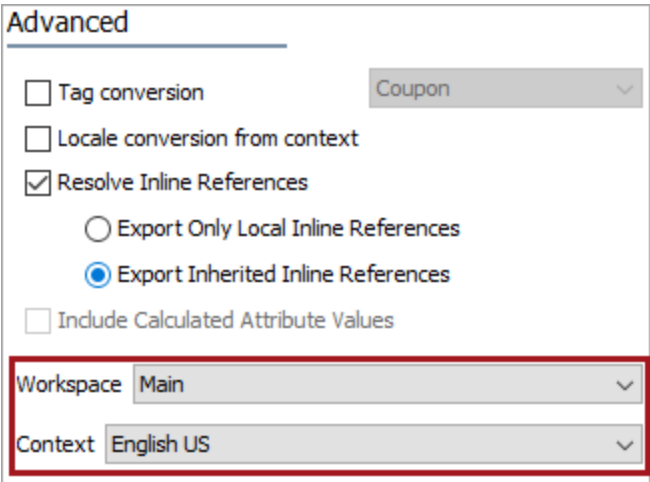 Advanced
Tag conversion Coupon
Locale conversion from context
Resolve Inline References
Export Only Local Inline References
Export Inherited Inline References
Include Calculated Attribute Values
Workspace Main
Context English US